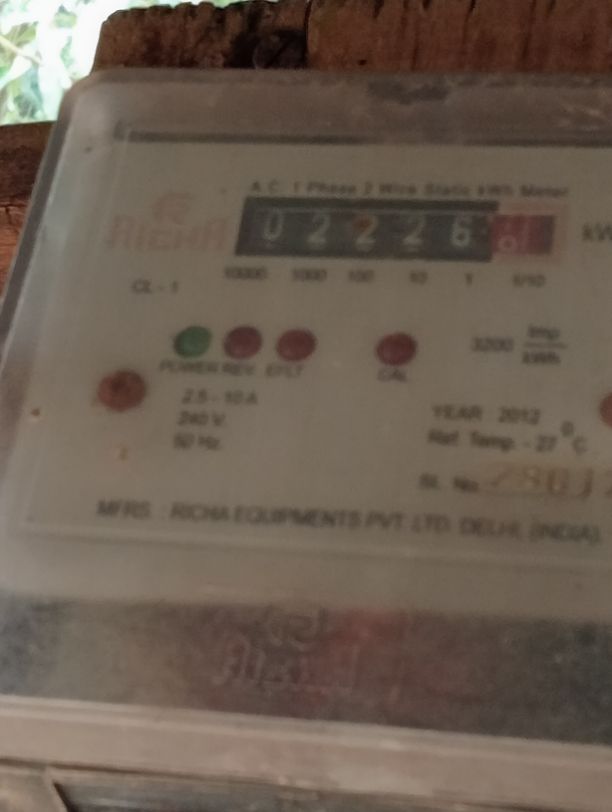 A.C. 1 Phase 2 Wire Static kWh Meter
RICHA
0 2 2 2 6
10000 1000 100 10 1 1/10
CL - 1
3200 Imp/kWh
POWER REV. E/FLT CAL
2.5 - 10 A
240 V.
50 Hz.
YEAR : 2012
Ref. Temp. - 27 °C
Sl. No.
MFRS. : RICHA EQUIPMENTS PVT. LTD. DELHI, (INDIA).